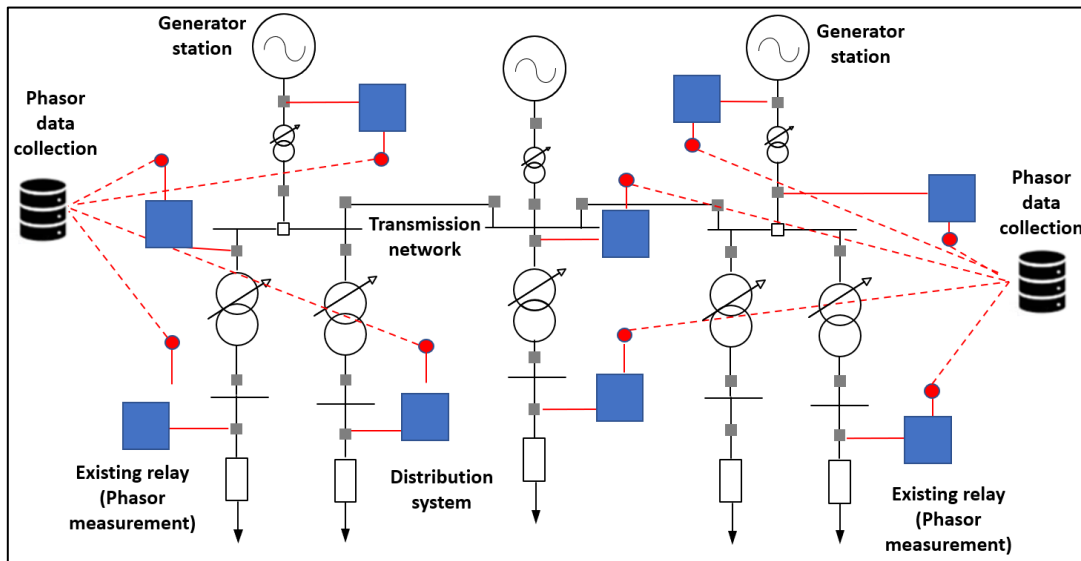 Generator
station
Generator
station
Phasor
data
collection
Phasor
data
collection
Transmission
network
Existing relay
(Phasor
measurement)
Distribution
system
Existing relay
(Phasor
measurement)